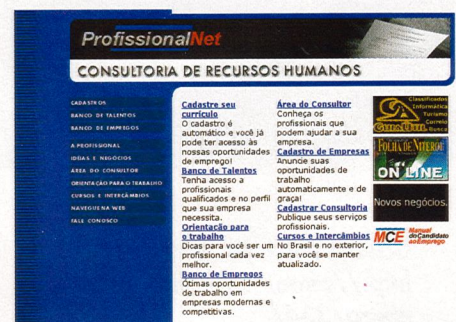 ProfissionalNet
CONSULTORIA DE RECURSOS HUMANOS
CADASTROS
BANCO DE TALENTOS
BANCO DE EMPREGOS
A PROFISSIONAL
IDÉIAS E NEGÓCIOS
ÁREA DO CONSULTOR
ORIENTAÇÃO PARA O TRABALHO
CURSOS E INTERCÂMBIOS
NAVEGUE NA WEB
FALE CONOSCO
Cadastre seu
currículo
O cadastro é
automático e você já
pode ter acesso às
nossas oportunidades
de emprego!
Banco de Talentos
Tenha acesso a
profissionais
qualificados e no perfil
que sua empresa
necessita.
Orientação para
o trabalho
Dicas para você ser um
profissional cada vez
melhor.
Banco de Empregos
Ótimas oportunidades
de trabalho em
empresas modernas e
competitivas.
Área do Consultor
Conheça os
profissionais que
podem ajudar a sua
empresa.
Cadastro de Empresas
Anuncie suas
oportunidades de
trabalho
automaticamente e de
graça!
Cadastrar Consultoria
Publique seus serviços
profissionais.
Cursos e Intercâmbios
No Brasil e no exterior,
para você se manter
atualizado.
Classificados
Informática
Turismo
Correio
Busca
FOLHA DE NITERÓI
ON LINE
Novos negócios.
MCE Manual
do Candidato
ao Emprego